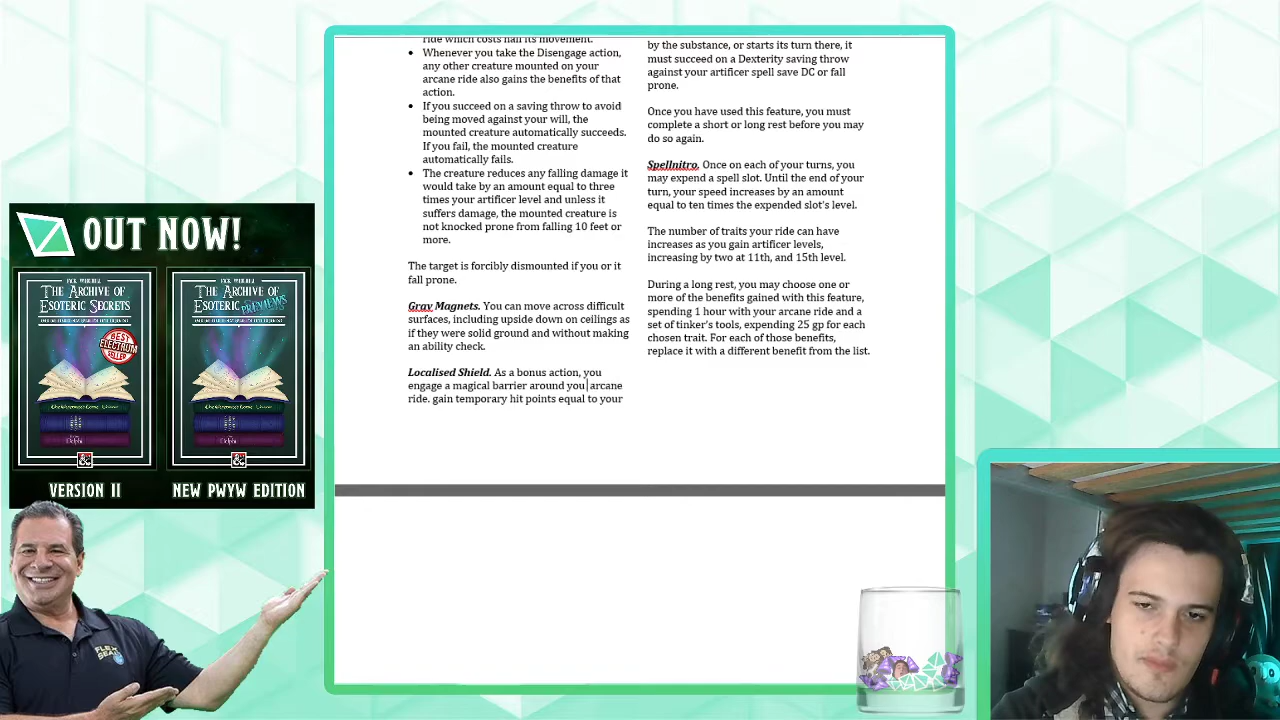 OUT NOW!
THE ARCHIVE OF
ESOTERIC SECRETS
BEST
ELECTRUM
SELLER
VERSION II
THE ARCHIVE OF
ESOTERIC PREVIEWS
NEW PWYW EDITION
FLEX
SEAL
ride which costs half its movement.
• Whenever you take the Disengage action,
any other creature mounted on your
arcane ride also gains the benefits of that
action.
• If you succeed on a saving throw to avoid
being moved against your will, the
mounted creature automatically succeeds.
If you fail, the mounted creature
automatically fails.
• The creature reduces any falling damage it
would take by an amount equal to three
times your artificer level and unless it
suffers damage, the mounted creature is
not knocked prone from falling 10 feet or
more.
The target is forcibly dismounted if you or it
fall prone.
Grav Magnets. You can move across difficult
surfaces, including upside down on ceilings as
if they were solid ground and without making
an ability check.
Localised Shield. As a bonus action, you
engage a magical barrier around you arcane
ride. gain temporary hit points equal to your
by the substance, or starts its turn there, it
must succeed on a Dexterity saving throw
against your artificer spell save DC or fall
prone.
Once you have used this feature, you must
complete a short or long rest before you may
do so again.
Spellnitro. Once on each of your turns, you
may expend a spell slot. Until the end of your
turn, your speed increases by an amount
equal to ten times the expended slot's level.
The number of traits your ride can have
increases as you gain artificer levels,
increasing by two at 11th, and 15th level.
During a long rest, you may choose one or
more of the benefits gained with this feature,
spending 1 hour with your arcane ride and a
set of tinker's tools, expending 25 gp for each
chosen trait. For each of those benefits,
replace it with a different benefit from the list.